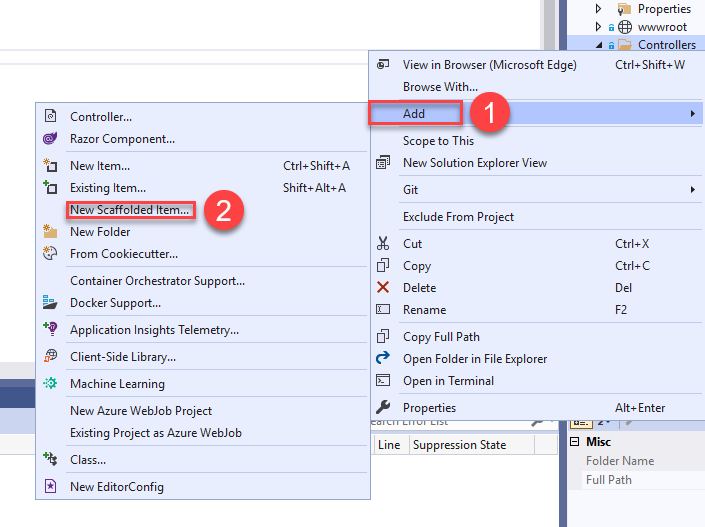 Properties
wwwroot
Controllers
View in Browser (Microsoft Edge) Ctrl+Shift+W
Browse With...
Add
1
Scope to This
New Solution Explorer View
Git
Exclude From Project
Cut Ctrl+X
Copy Ctrl+C
Delete Del
Rename F2
Copy Full Path
Open Folder in File Explorer
Open in Terminal
Properties Alt+Enter
Controller...
Razor Component...
New Item... Ctrl+Shift+A
Existing Item... Shift+Alt+A
New Scaffolded Item...
2
New Folder
From Cookiecutter...
Container Orchestrator Support...
Docker Support...
Application Insights Telemetry...
Client-Side Library...
Machine Learning
New Azure WebJob Project
Existing Project as Azure WebJob
Class...
New EditorConfig
Error List
Line Suppression State
Misc
Folder Name
Full Path